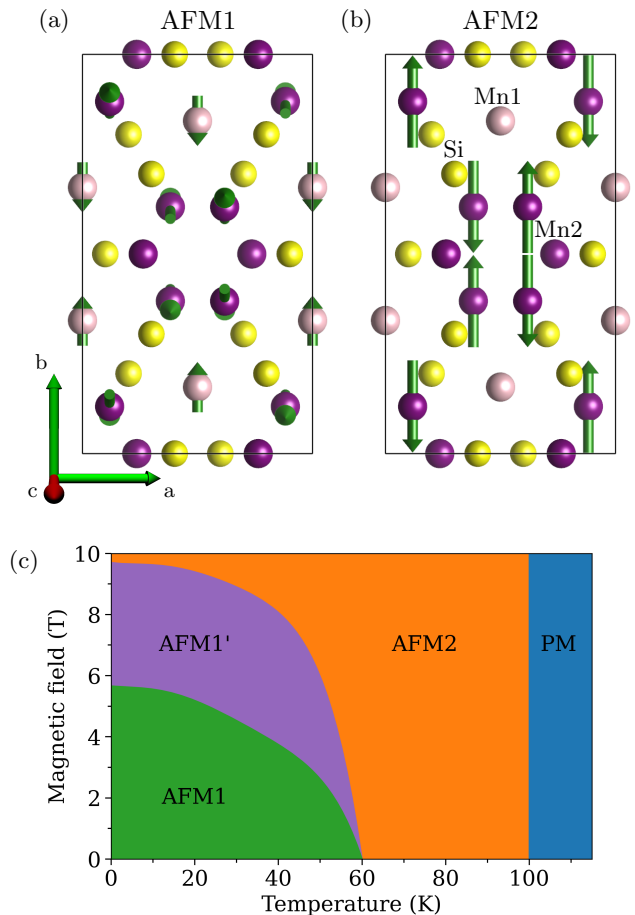 (a) AFM1
(b) AFM2
Mn1
Si
Mn2
b
c
a
(c)
Magnetic field (T)
10
8
6
4
2
0
AFM1'
AFM2
PM
AFM1
0 20 40 60 80 100
Temperature (K)